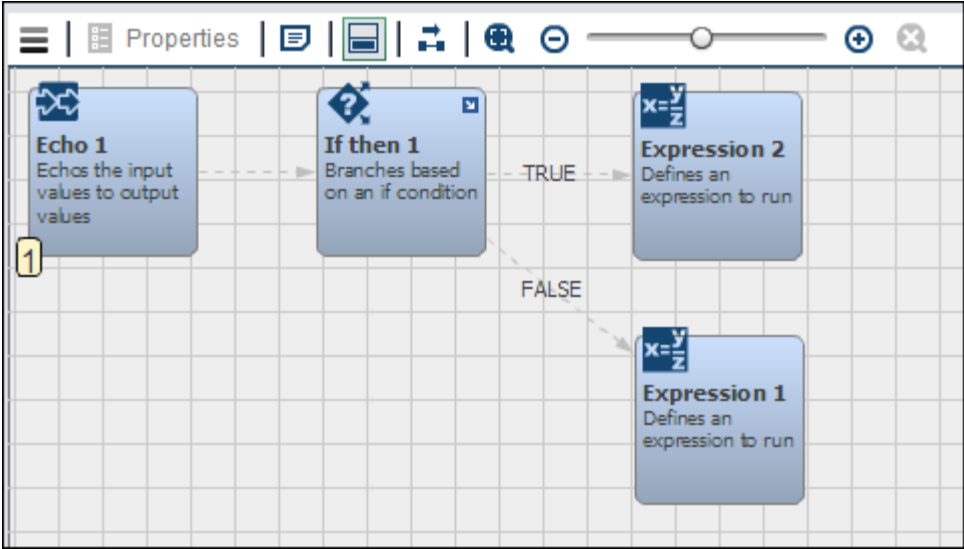 Properties
Echo 1
Echos the input
values to output
values
1
If then 1
Branches based
on an if condition
TRUE
x=y/z
Expression 2
Defines an
expression to run
FALSE
x=y/z
Expression 1
Defines an
expression to run